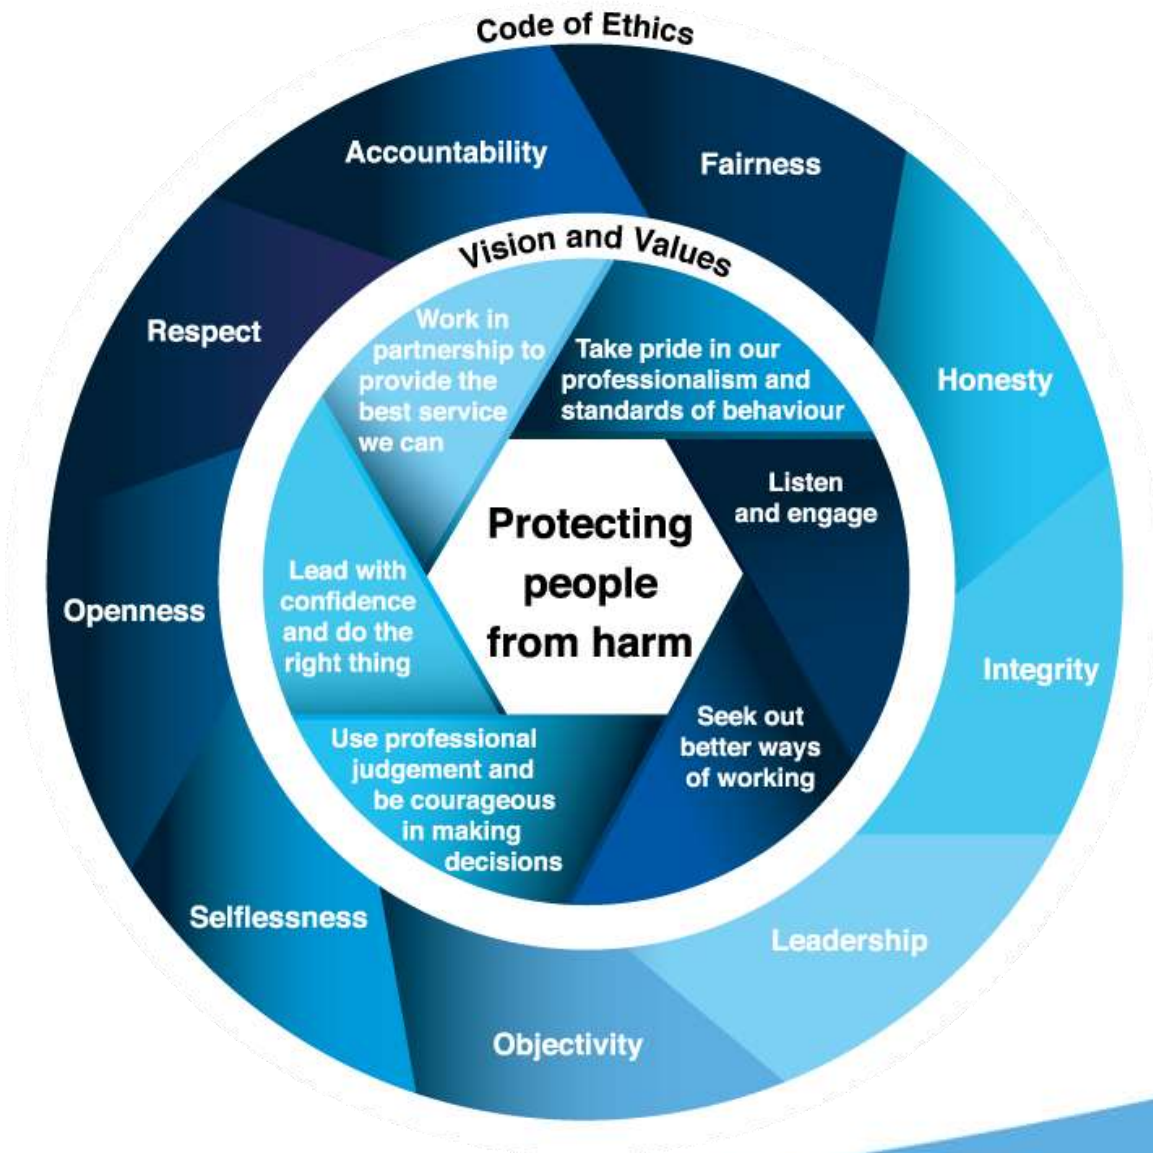 Code of Ethics
Accountability
Fairness
Honesty
Integrity
Leadership
Objectivity
Selflessness
Openness
Respect
Vision and Values
Work in
partnership to
provide the
best service
we can
Take pride in our
professionalism and
standards of behaviour
Listen
and engage
Seek out
better ways
of working
Use professional
judgement and
be courageous
in making
decisions
Lead with
confidence
and do the
right thing
Protecting
people
from harm